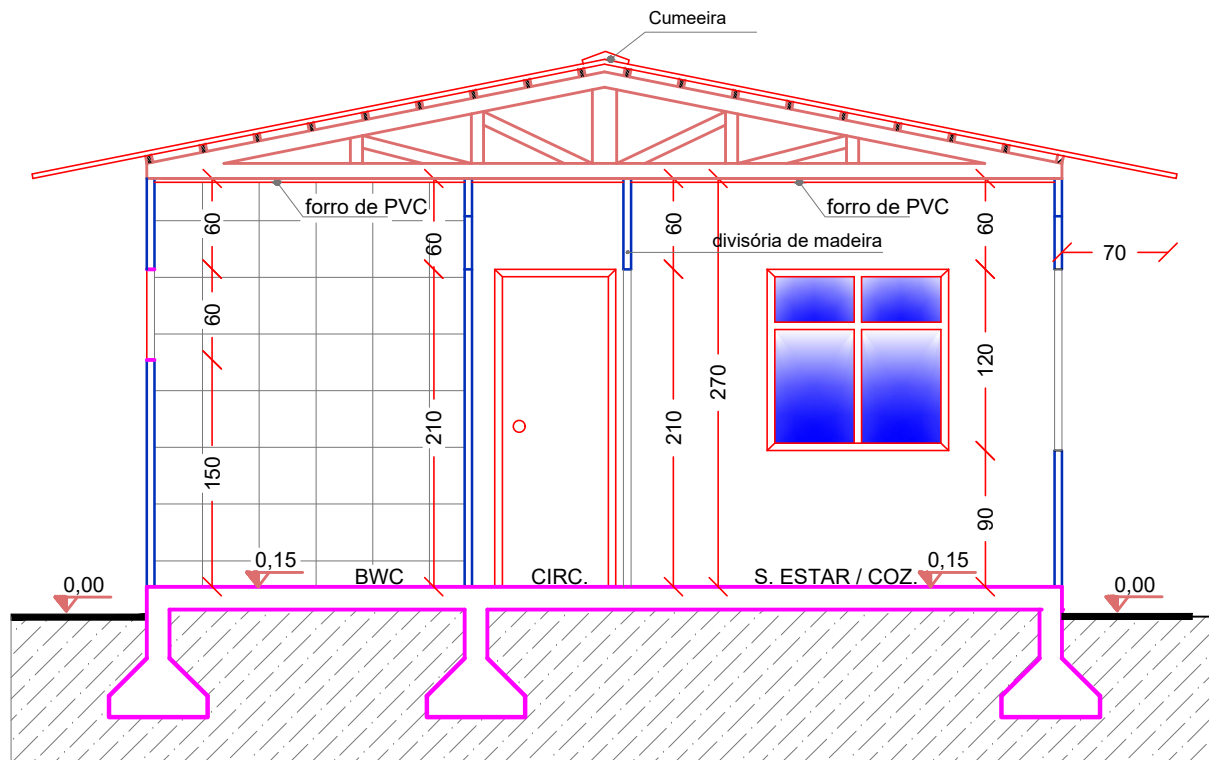 Cumeeira
forro de PVC
forro de PVC
divisória de madeira
60
60
60
60
70
60
120
270
210
210
150
90
0,15
BWC
CIRC.
S. ESTAR / COZ.
0,15
0,00
0,00